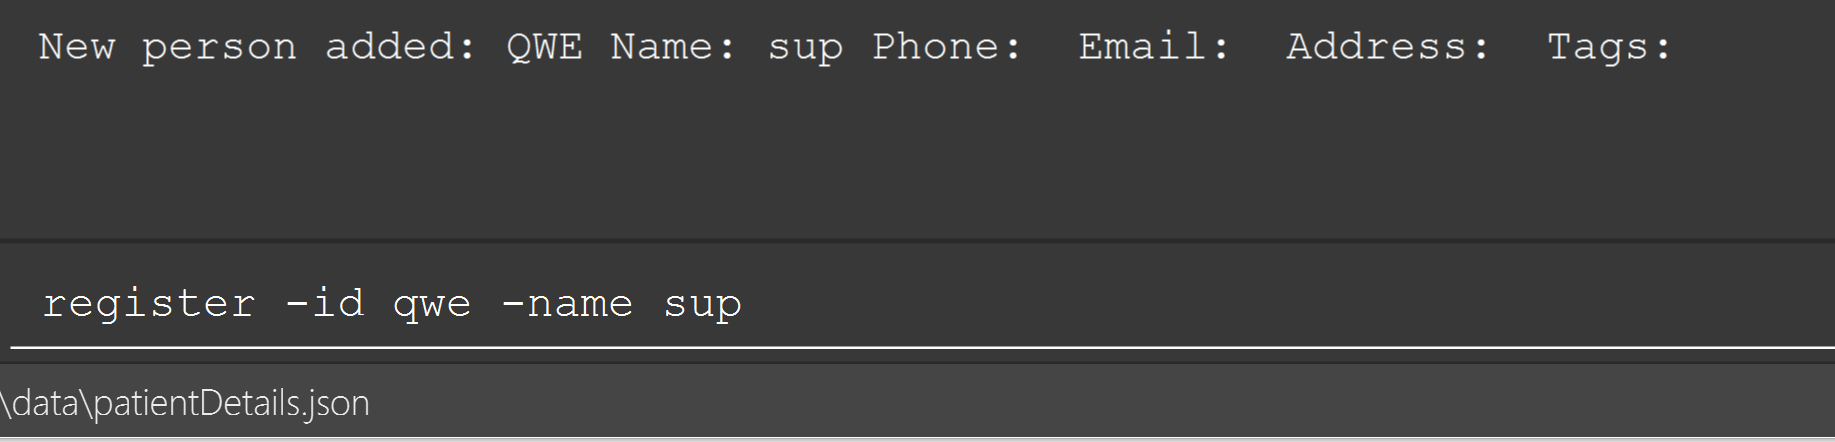 New person added: QWE Name: sup Phone:  Email:  Address:  Tags:
register -id qwe -name sup
\data\patientDetails.json